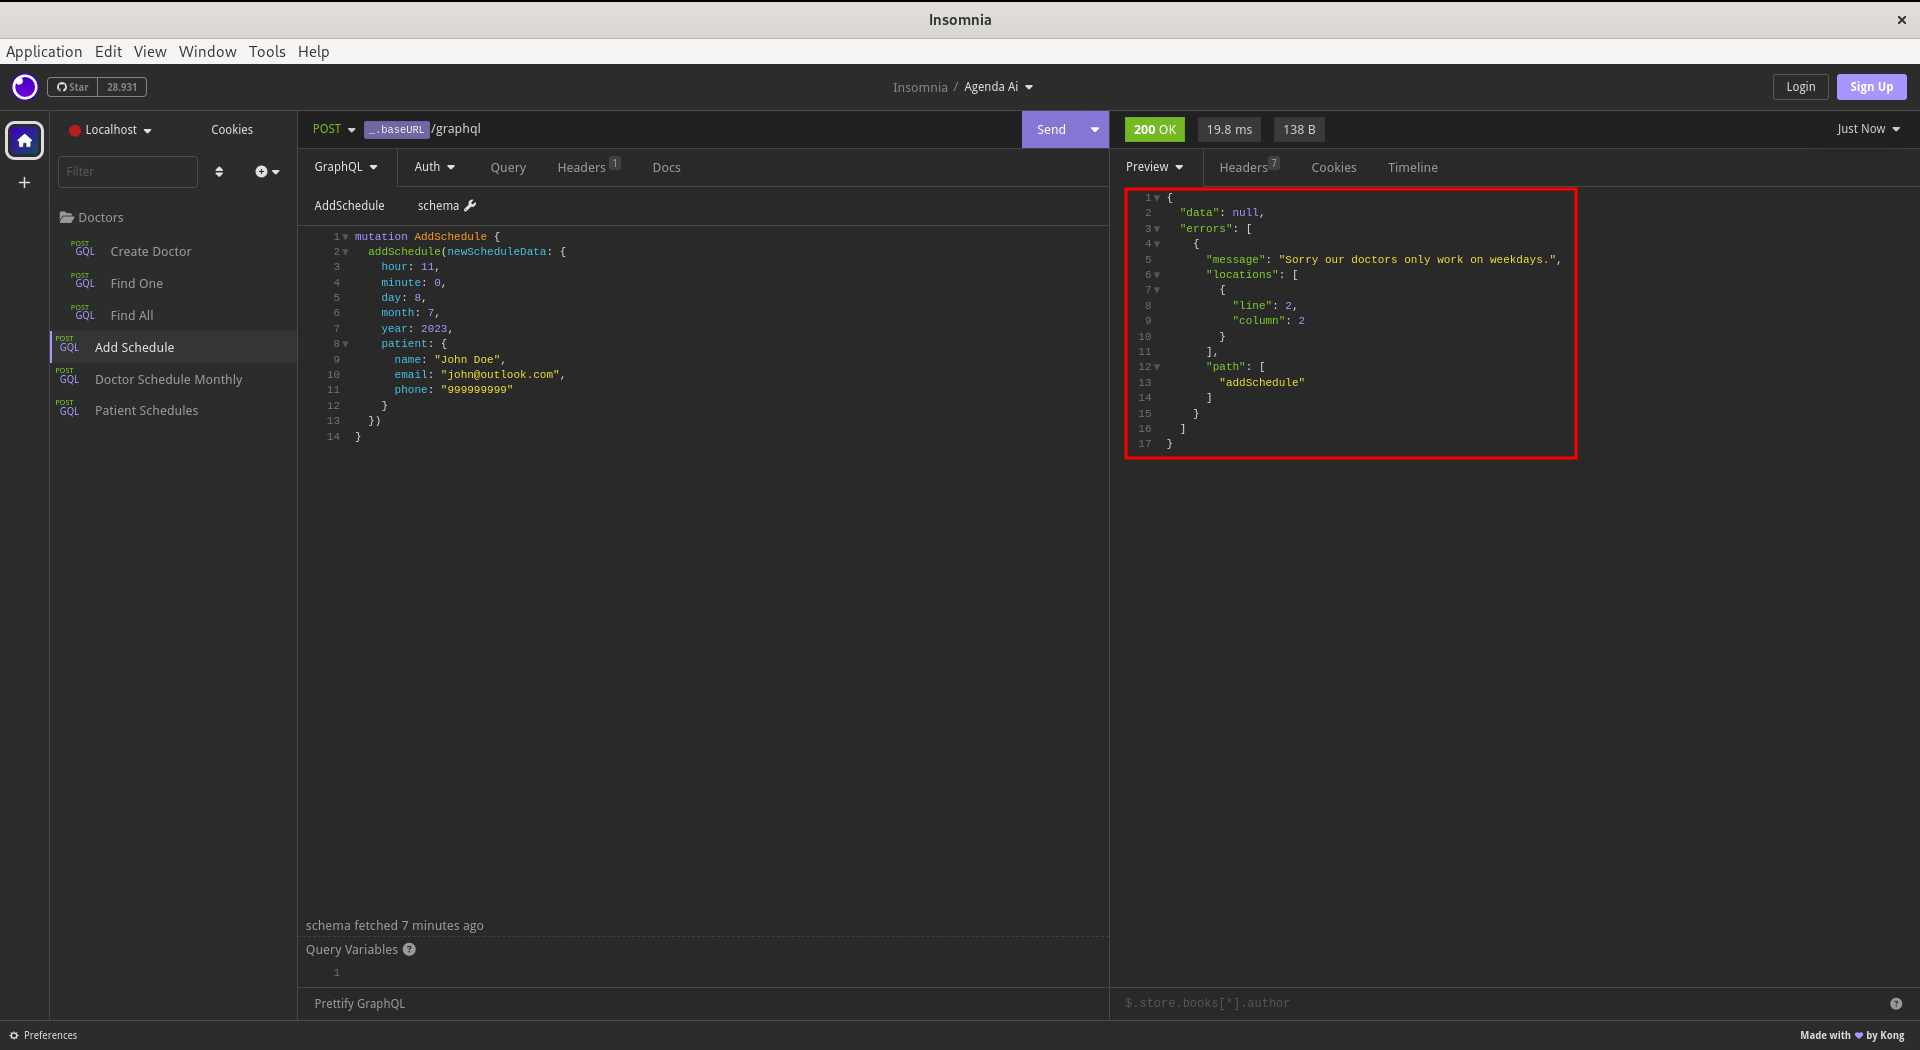 Insomnia
Application Edit View Window Tools Help
Star 28.931
Insomnia / Agenda Ai
Login Sign Up
Localhost Cookies
Filter
Doctors
POST GQL Create Doctor
POST GQL Find One
POST GQL Find All
POST GQL Add Schedule
POST GQL Doctor Schedule Monthly
POST GQL Patient Schedules
Preferences
POST _.baseURL/graphql Send
GraphQL Auth Query Headers 1 Docs
AddSchedule schema
1 mutation AddSchedule {
2 addSchedule(newScheduleData: {
3 hour: 11,
4 minute: 0,
5 day: 8,
6 month: 7,
7 year: 2023,
8 patient: {
9 name: "John Doe",
10 email: "john@outlook.com",
11 phone: "999999999"
12 }
13 })
14 }
schema fetched 7 minutes ago
Query Variables ?
1
Prettify GraphQL
200 OK 19.8 ms 138 B Just Now
Preview Headers 7 Cookies Timeline
1 {
2 "data": null,
3 "errors": [
4 {
5 "message": "Sorry our doctors only work on weekdays.",
6 "locations": [
7 {
8 "line": 2,
9 "column": 2
10 }
11 ],
12 "path": [
13 "addSchedule"
14 ]
15 }
16 ]
17 }
$.store.books[*].author ?
Made with by Kong